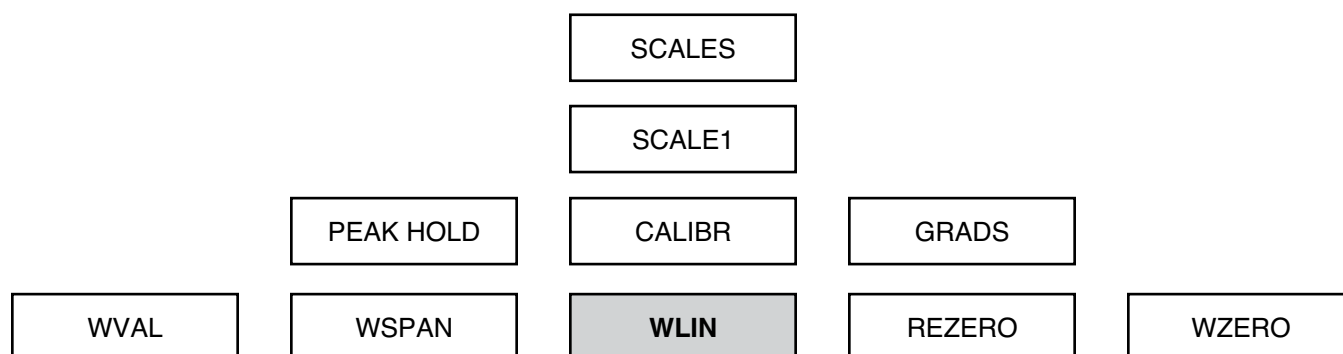 SCALES
SCALE1
PEAK HOLD CALIBR GRADS
WVAL WSPAN WLIN REZERO WZERO